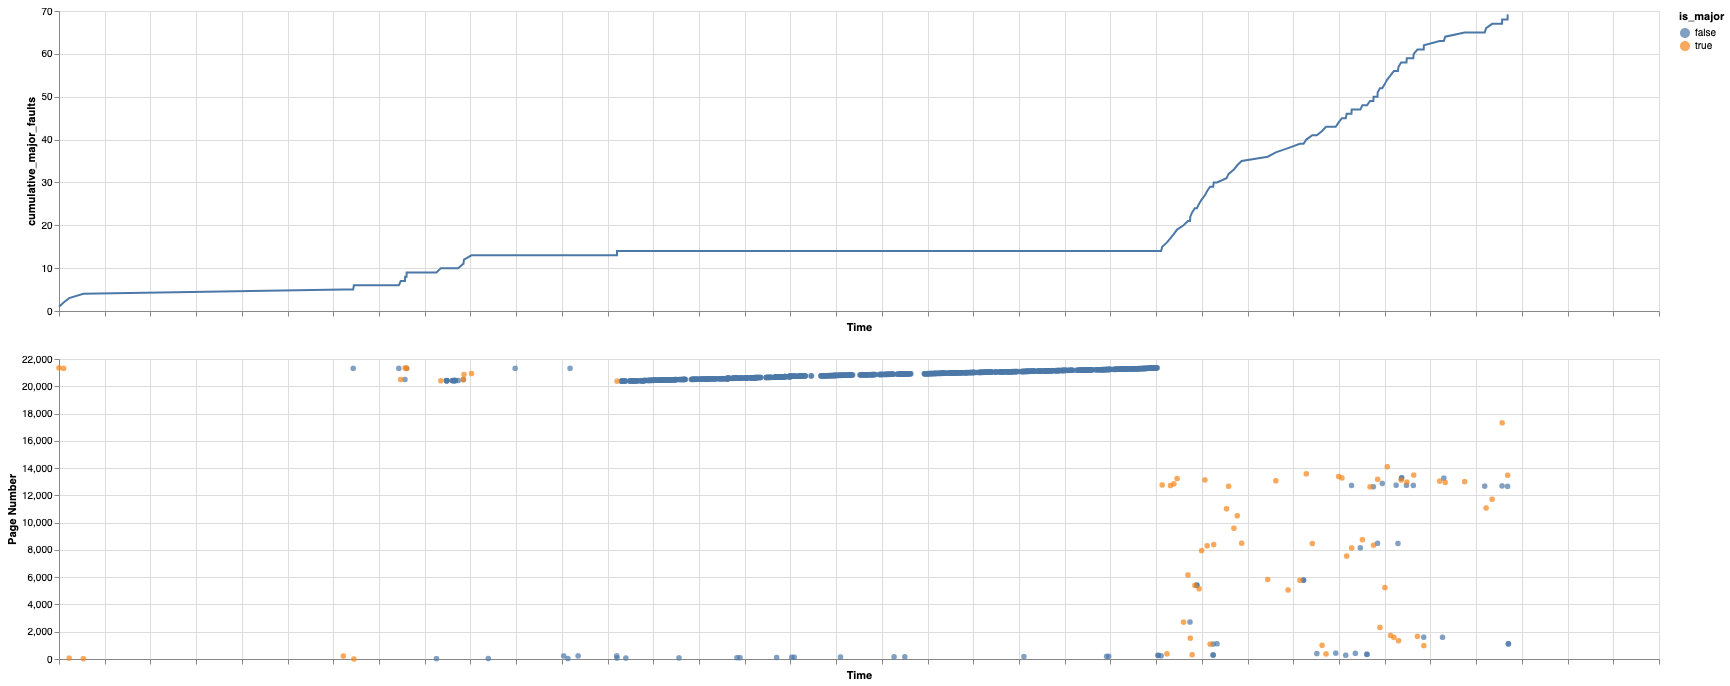 70
60
50
40
30
20
10
0
cumulative_major_faults
Time
is_major
false
true
22,000
20,000
18,000
16,000
14,000
12,000
10,000
8,000
6,000
4,000
2,000
0
Page Number
Time